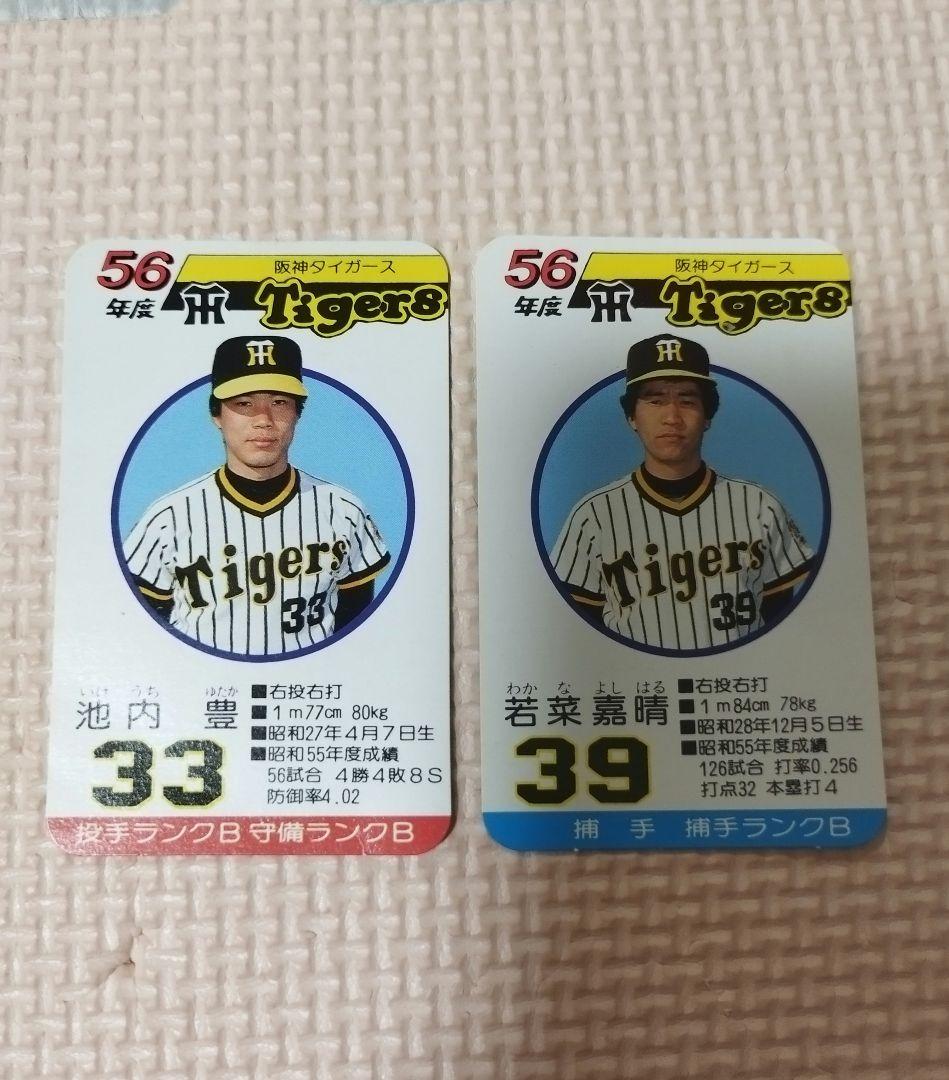 56
年度
阪神タイガース
TH
Tigers
TH
Tigers
33
いけ うち ゆたか
池内 豊
33
■右投右打
■1m77cm 80kg
■昭和27年4月7日生
■昭和55年度成績
56試合 4勝4敗8S
防御率4.02
投手ランクB 守備ランクB
56
年度
阪神タイガース
TH
Tigers
TH
Tigers
39
わか な よし はる
若菜嘉晴
39
■右投右打
■1m84cm 78kg
■昭和28年12月5日生
■昭和55年度成績
126試合 打率0.256
打点32 本塁打4
捕手 捕手ランクB